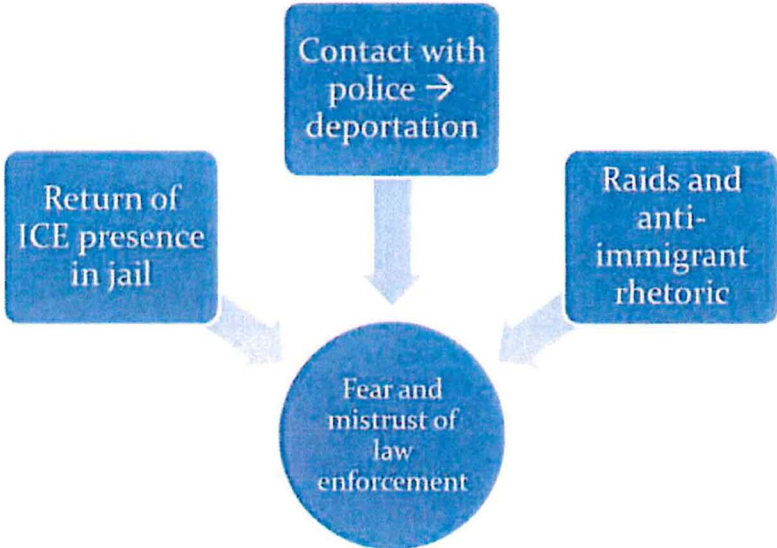 Contact with
police →
deportation
Return of
ICE presence
in jail
Raids and
anti-
immigrant
rhetoric
Fear and
mistrust of
law
enforcement